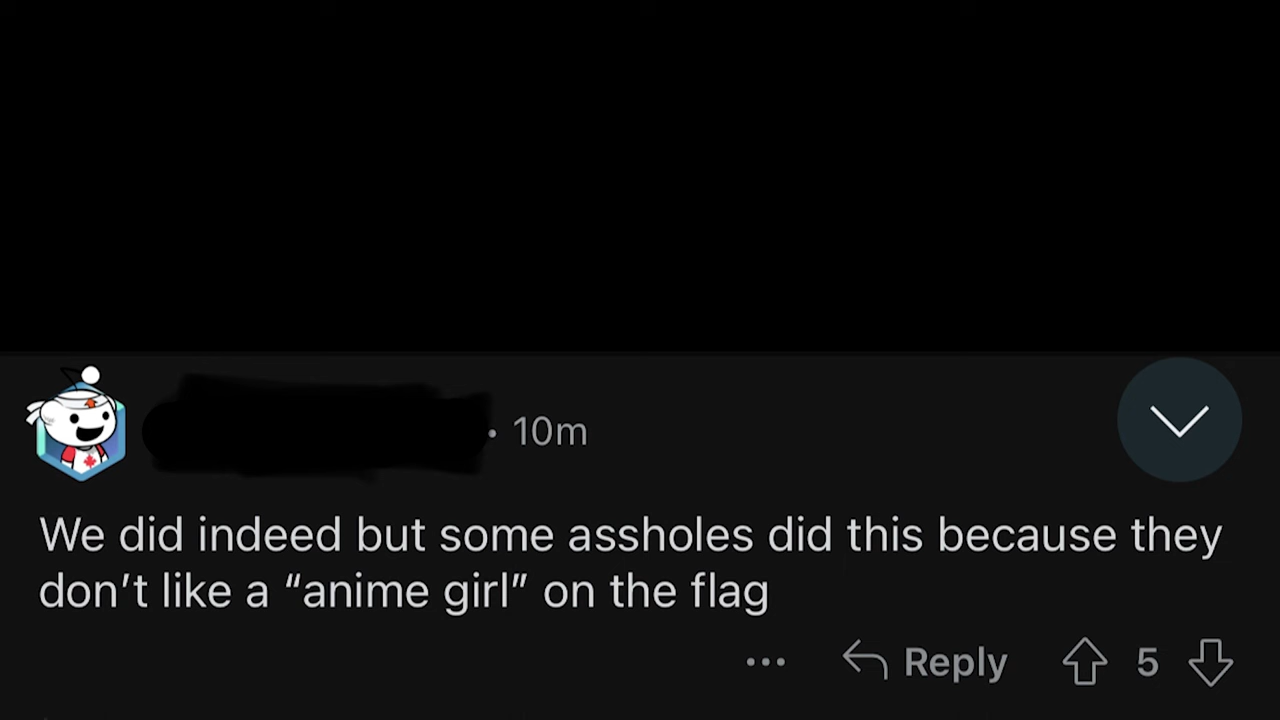 · 10m
We did indeed but some assholes did this because they
don’t like a “anime girl” on the flag
... Reply 5